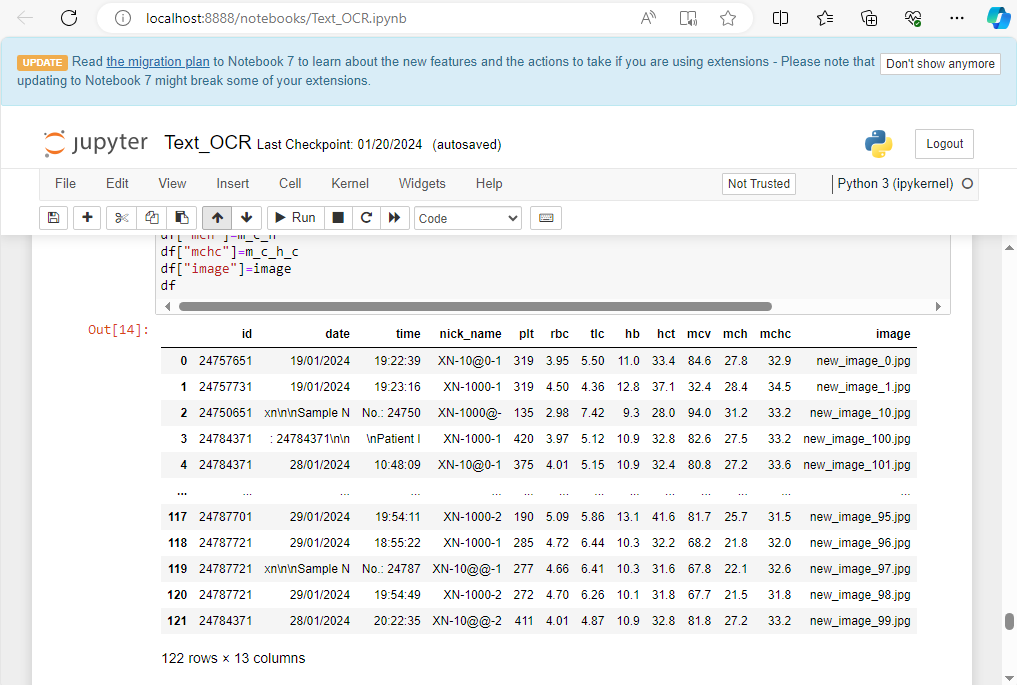 localhost:8888/notebooks/Text_OCR.ipynb
UPDATE Read the migration plan to Notebook 7 to learn about the new features and the actions to take if you are using extensions - Please note that
updating to Notebook 7 might break some of your extensions.
Don't show anymore
jupyter Text_OCR Last Checkpoint: 01/20/2024 (autosaved)
Logout
File Edit View Insert Cell Kernel Widgets Help Not Trusted Python 3 (ipykernel)
Run Code
df["mch"]=m_c_h
df["mchc"]=m_c_h_c
df["image"]=image
df
Out[14]:
id date time nick_name plt rbc tlc hb hct mcv mch mchc image
0 24757651 19/01/2024 19:22:39 XN-10@0-1 319 3.95 5.50 11.0 33.4 84.6 27.8 32.9 new_image_0.jpg
1 24757731 19/01/2024 19:23:16 XN-1000-1 319 4.50 4.36 12.8 37.1 32.4 28.4 34.5 new_image_1.jpg
2 24750651 xn\n\nSample N No.: 24750 XN-1000@- 135 2.98 7.42 9.3 28.0 94.0 31.2 33.2 new_image_10.jpg
3 24784371 : 24784371\n\n \nPatient I XN-1000-1 420 3.97 5.12 10.9 32.8 82.6 27.5 33.2 new_image_100.jpg
4 24784371 28/01/2024 10:48:09 XN-10@0-1 375 4.01 5.15 10.9 32.4 80.8 27.2 33.6 new_image_101.jpg
... ... ... ... ... ... ... ... ... ... ... ... ... ...
117 24787701 29/01/2024 19:54:11 XN-1000-2 190 5.09 5.86 13.1 41.6 81.7 25.7 31.5 new_image_95.jpg
118 24787721 29/01/2024 18:55:22 XN-1000-1 285 4.72 6.44 10.3 32.2 68.2 21.8 32.0 new_image_96.jpg
119 24787721 xn\n\nSample N No.: 24787 XN-10@@-1 277 4.66 6.41 10.3 31.6 67.8 22.1 32.6 new_image_97.jpg
120 24787721 29/01/2024 19:54:49 XN-1000-2 272 4.70 6.26 10.1 31.8 67.7 21.5 31.8 new_image_98.jpg
121 24784371 28/01/2024 20:22:35 XN-10@@-2 411 4.01 4.87 10.9 32.8 81.8 27.2 33.2 new_image_99.jpg
122 rows × 13 columns